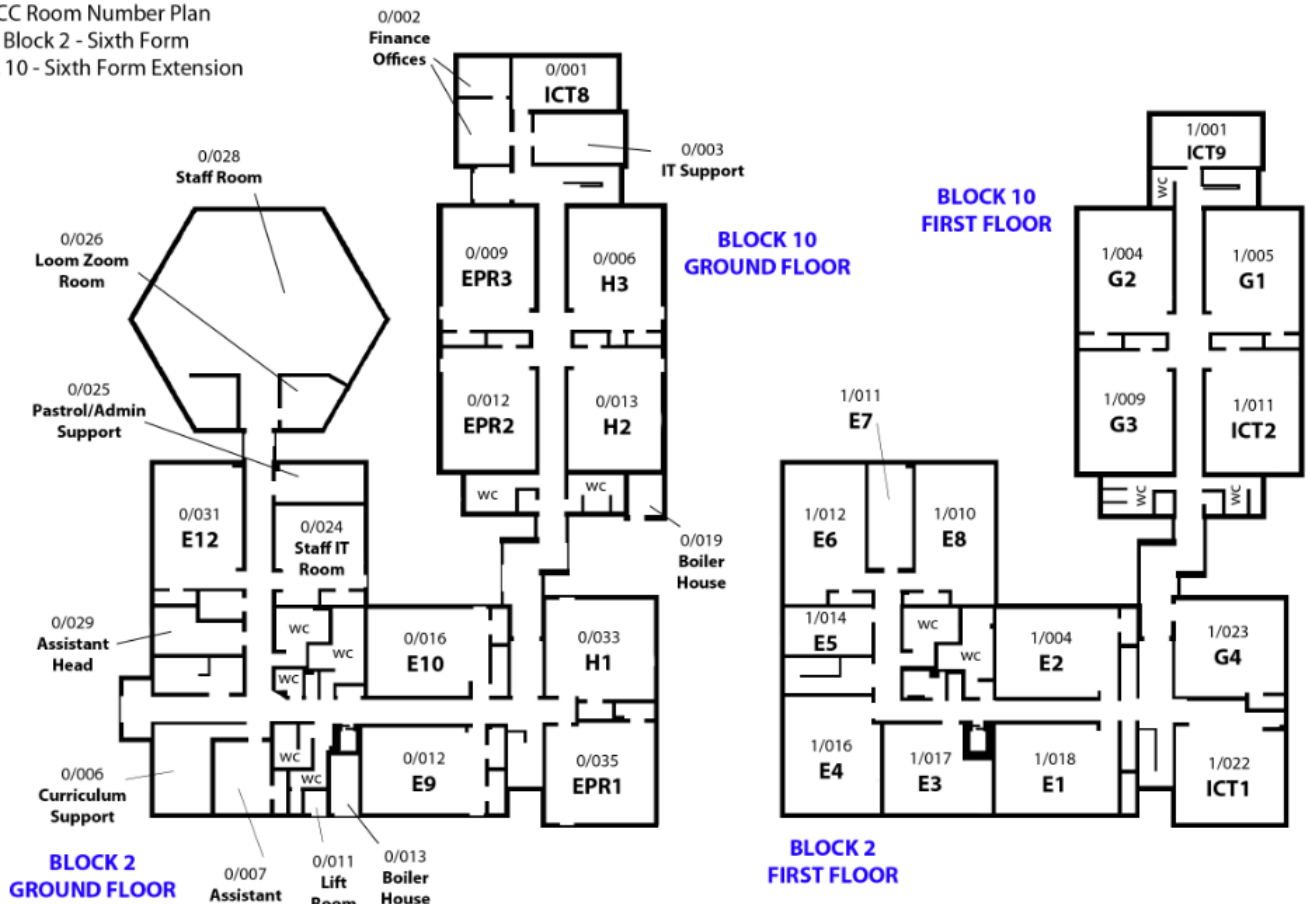 CC Room Number Plan
Block 2 - Sixth Form
10 - Sixth Form Extension
0/002
Finance
Offices
0/001
ICT8
0/003
IT Support
0/028
Staff Room
0/026
Loom Zoom
Room
0/025
Pastrol/Admin
Support
0/009
EPR3
0/006
H3
BLOCK 10
GROUND FLOOR
0/012
EPR2
0/013
H2
wc
wc
0/019
Boiler
House
0/031
E12
0/024
Staff IT
Room
0/029
Assistant
Head
wc
wc
wc
0/016
E10
0/033
H1
0/006
Curriculum
Support
wc
wc
0/012
E9
0/035
EPR1
BLOCK 2
GROUND FLOOR
0/007
Assistant
0/011
Lift
Room
0/013
Boiler
House
BLOCK 10
FIRST FLOOR
1/001
ICT9
wc
1/004
G2
1/005
G1
1/009
G3
1/011
ICT2
wc
wc
1/011
E7
1/012
E6
1/010
E8
1/014
E5
wc
wc
1/004
E2
1/023
G4
1/016
E4
1/017
E3
1/018
E1
1/022
ICT1
BLOCK 2
FIRST FLOOR